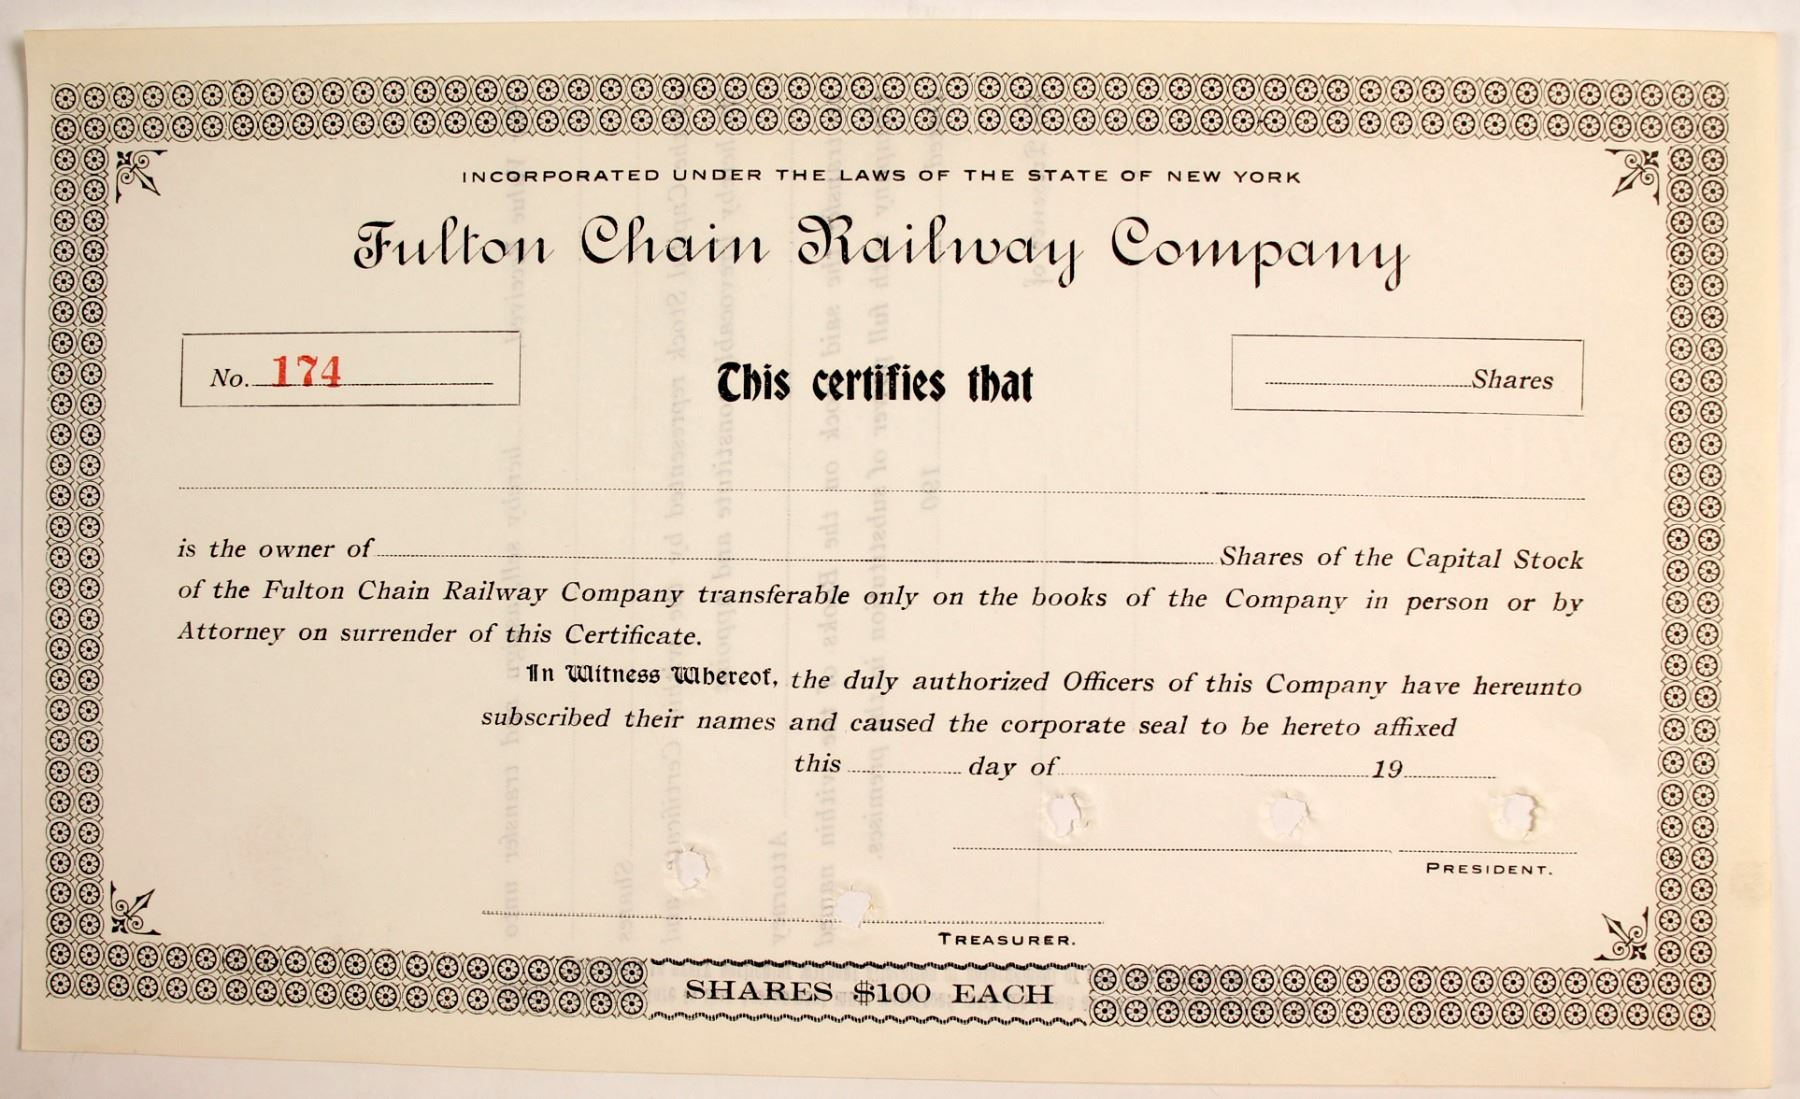 INCORPORATED UNDER THE LAWS OF THE STATE OF NEW YORK
Fulton Chain Railway Company
No. 174
This certifies that
Shares
is the owner of Shares of the Capital Stock
of the Fulton Chain Railway Company transferable only on the books of the Company in person or by
Attorney on surrender of this Certificate.
In Witness Whereof, the duly authorized Officers of this Company have hereunto
subscribed their names and caused the corporate seal to be hereto affixed
this day of 19
PRESIDENT.
TREASURER.
SHARES $100 EACH